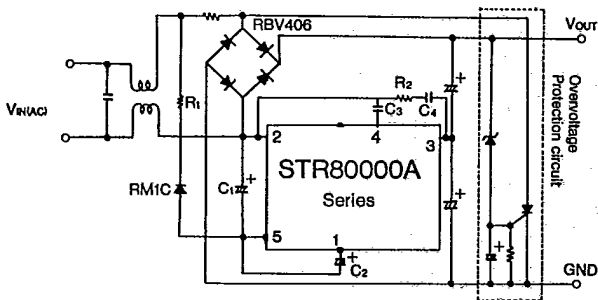 RBV406
VOUT
VIN(AC)
R1
R2
C3
C4
2
4
3
STR80000A
Series
RM1C
C1
+
5
1
C2
+
+
+
+
GND
Overvoltage
Protection circuit